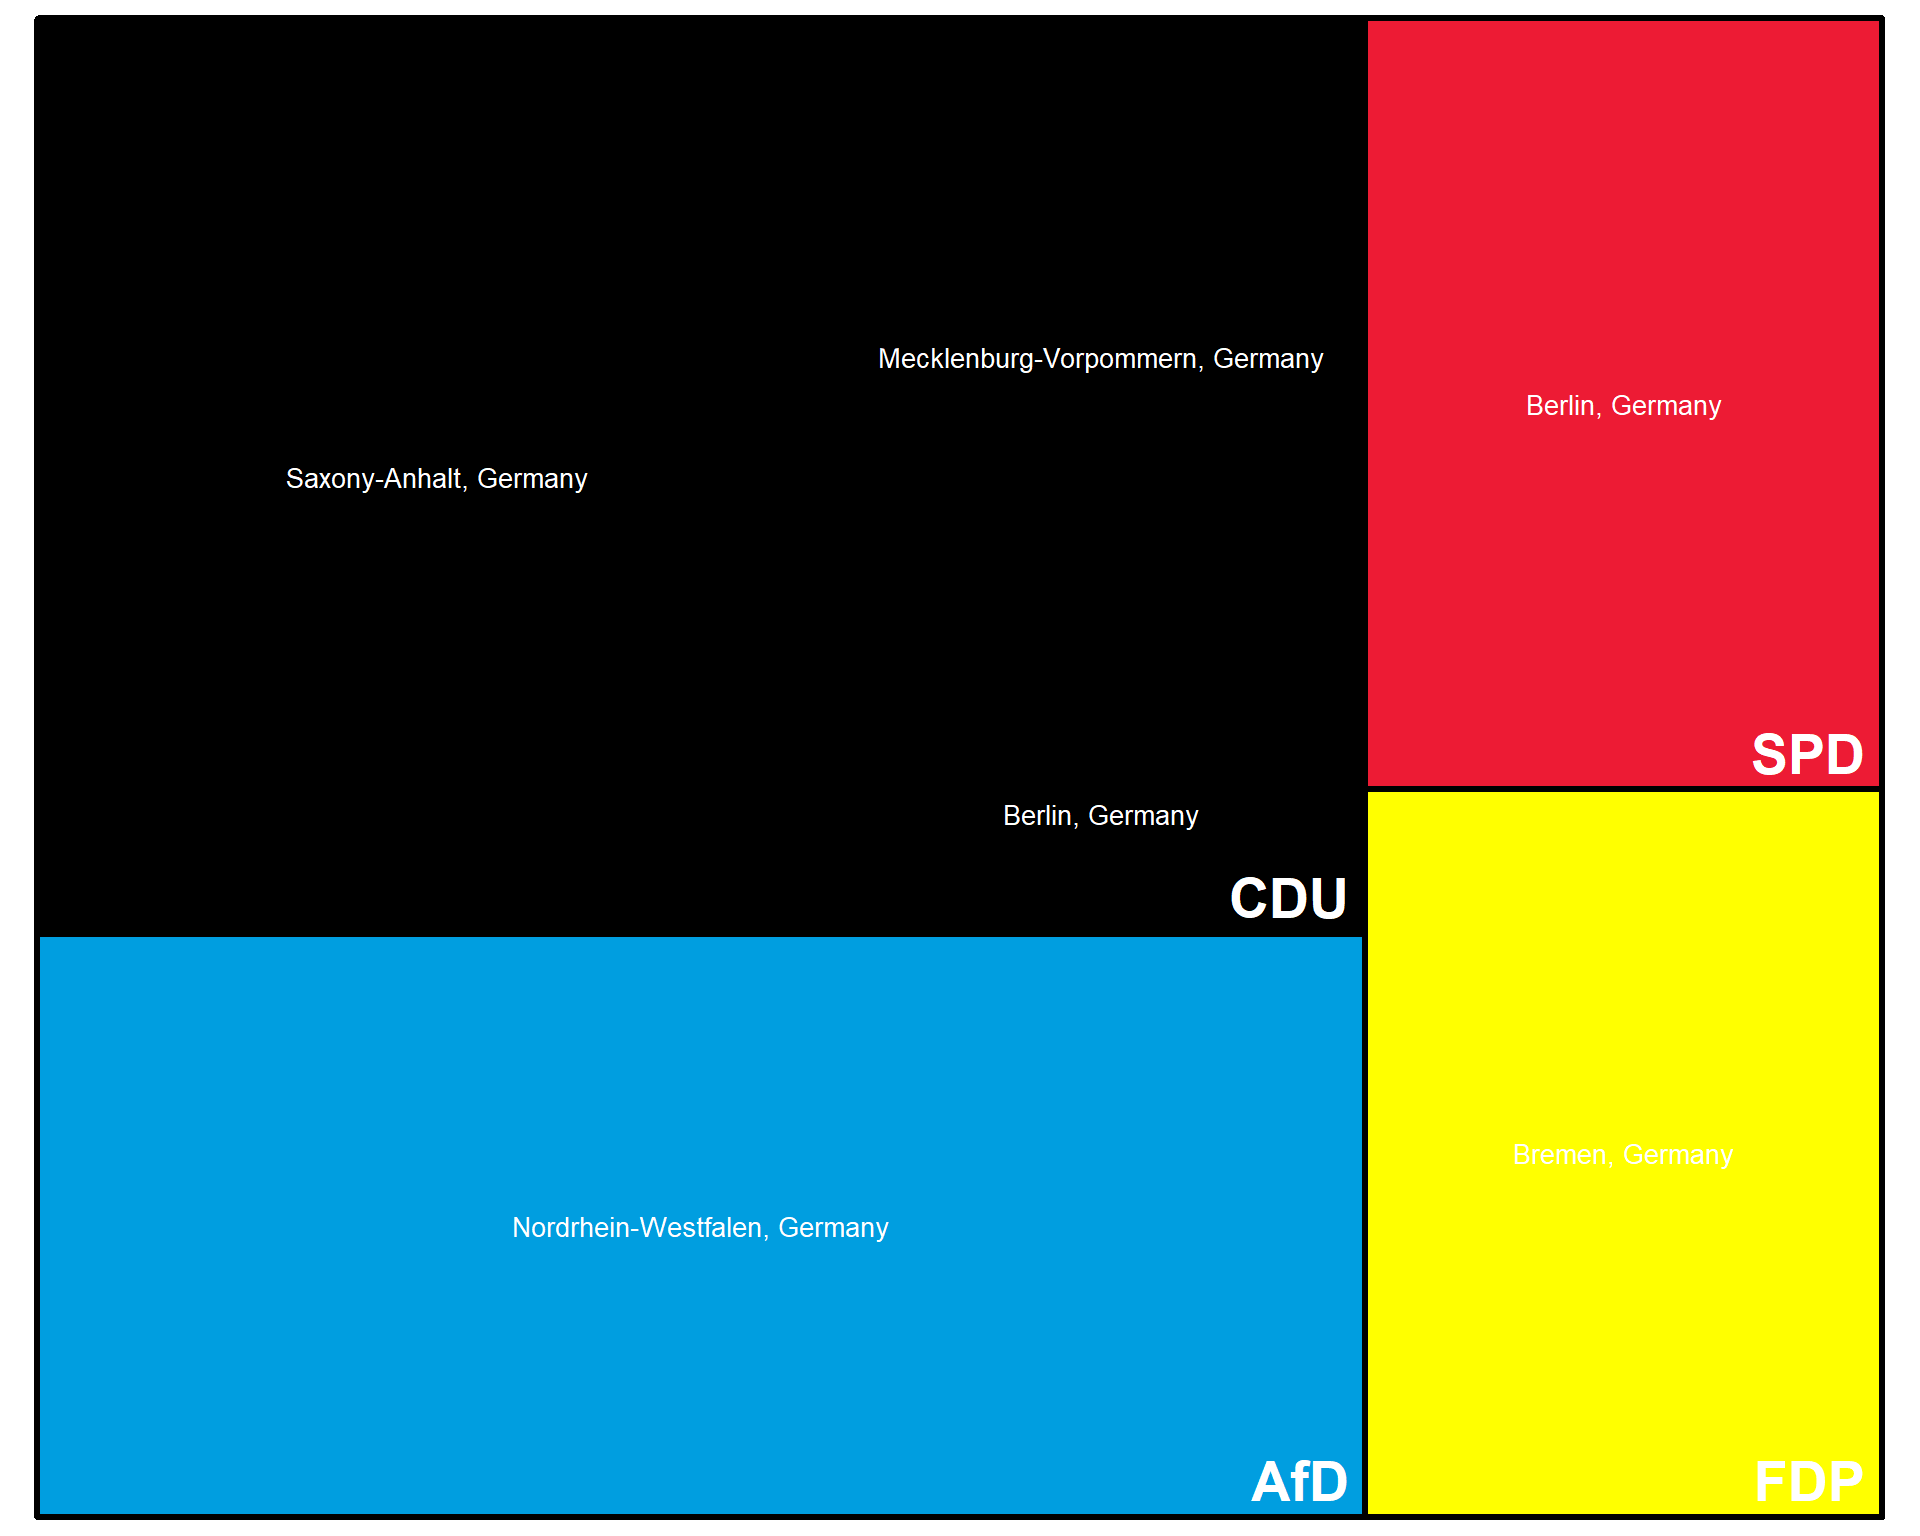 Mecklenburg-Vorpommern, Germany
Saxony-Anhalt, Germany
Berlin, Germany
CDU
Berlin, Germany
SPD
Nordrhein-Westfalen, Germany
AfD
Bremen, Germany
FDP